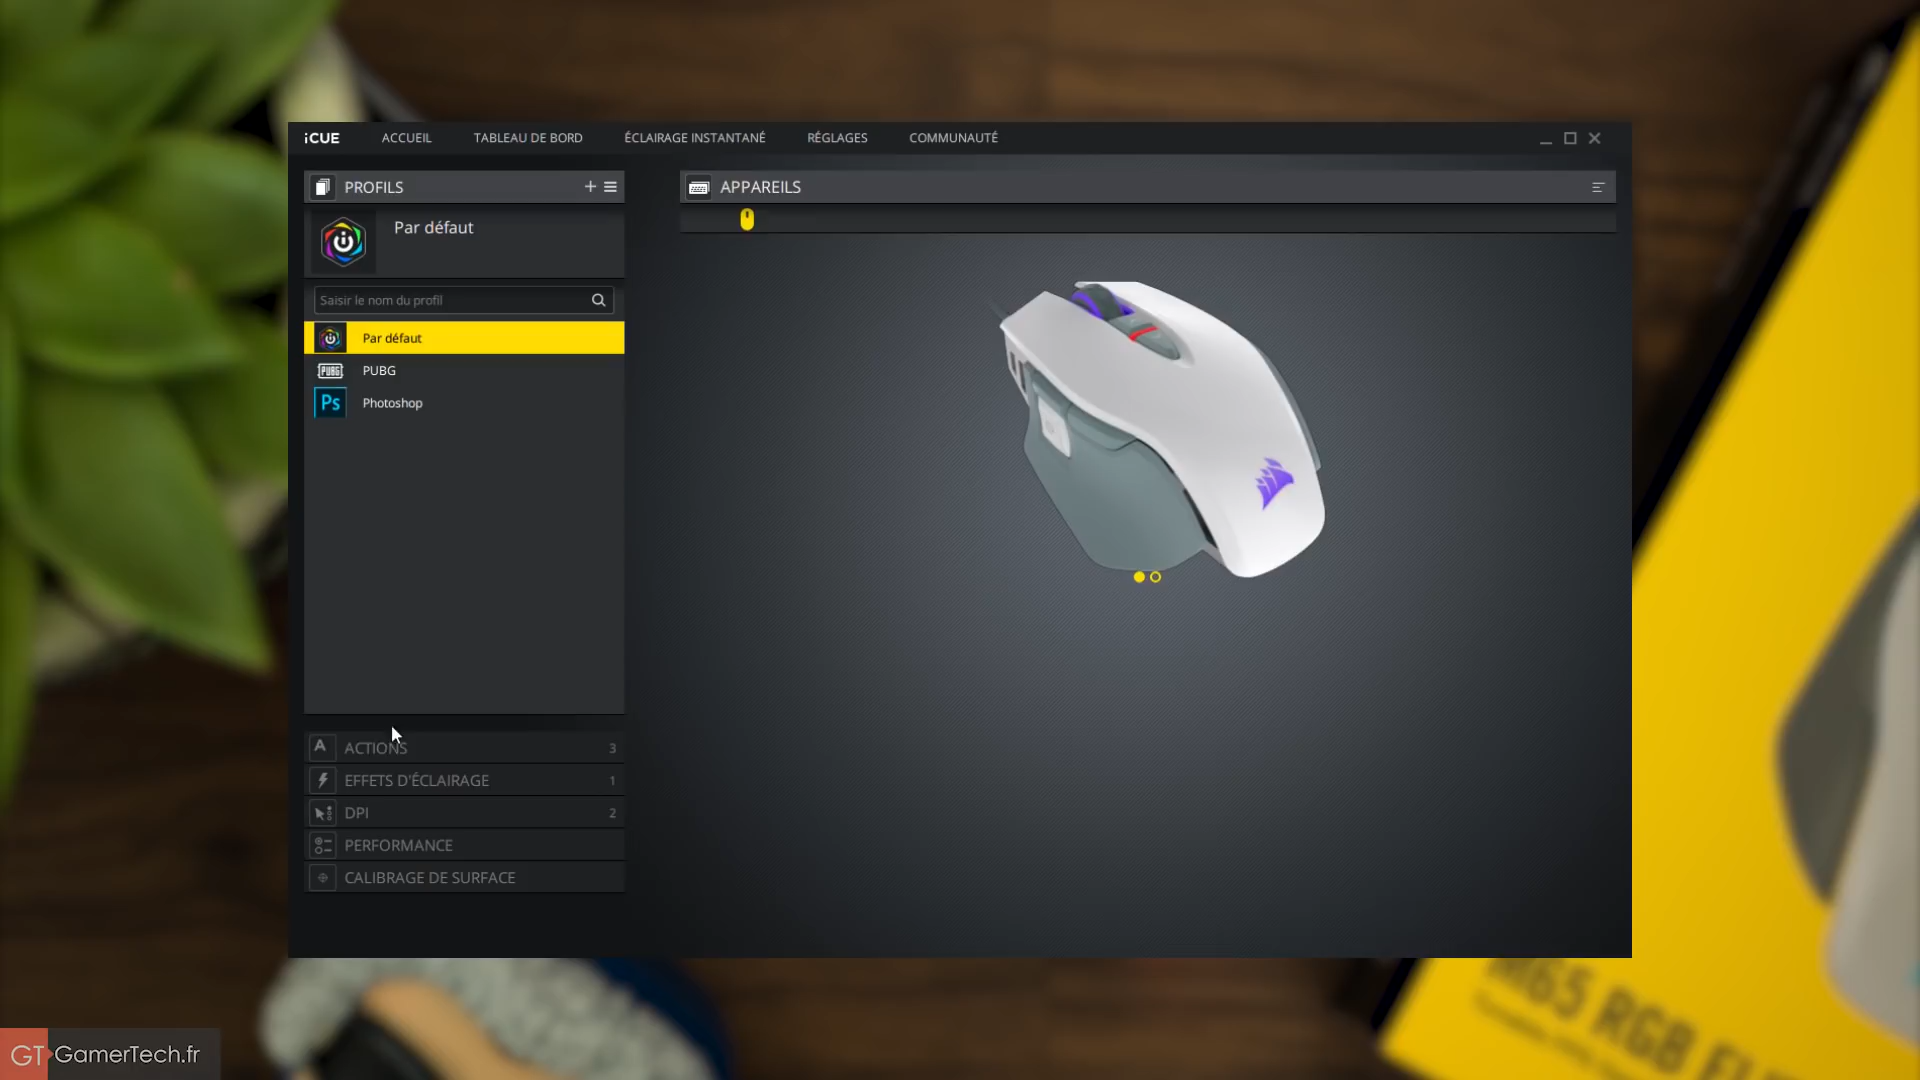 iCUE ACCUEIL TABLEAU DE BORD ÉCLAIRAGE INSTANTANÉ RÉGLAGES COMMUNAUTÉ
PROFILS
APPAREILS
Par défaut
Saisir le nom du profil
Par défaut
PUBG PUBG
Ps Photoshop
A ACTIONS 3
EFFETS D'ÉCLAIRAGE 1
DPI 2
PERFORMANCE
CALIBRAGE DE SURFACE
M65 RGB
GT GamerTech.fr